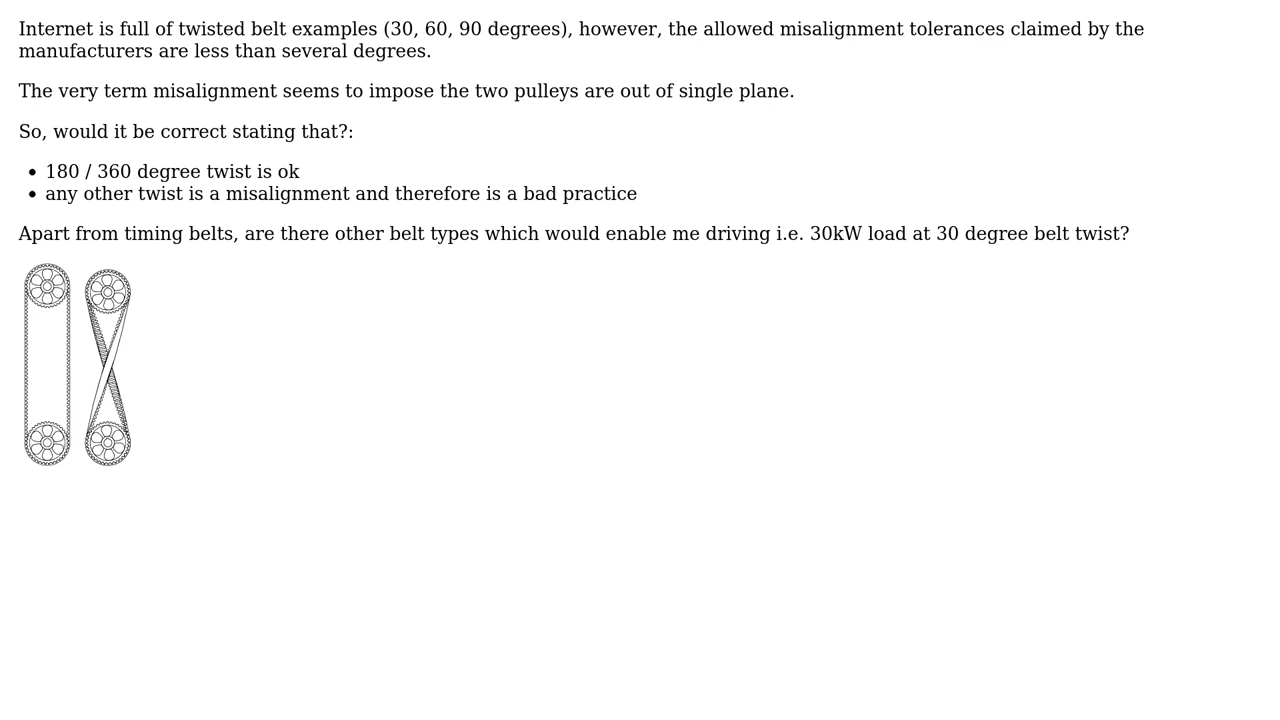 Internet is full of twisted belt examples (30, 60, 90 degrees), however, the allowed misalignment tolerances claimed by the
manufacturers are less than several degrees.
The very term misalignment seems to impose the two pulleys are out of single plane.
So, would it be correct stating that?:
• 180 / 360 degree twist is ok
• any other twist is a misalignment and therefore is a bad practice
Apart from timing belts, are there other belt types which would enable me driving i.e. 30kW load at 30 degree belt twist?